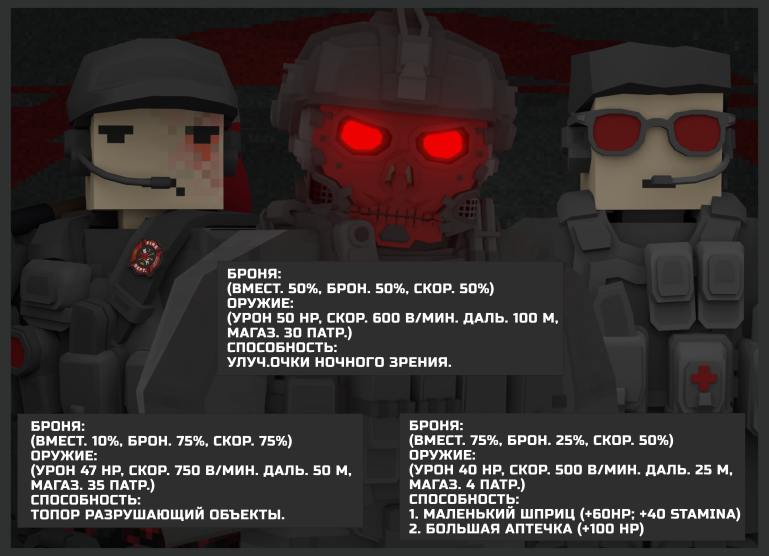 БРОНЯ:
(ВМЕСТ. 50%, БРОН. 50%, СКОР. 50%)
ОРУЖИЕ:
(УРОН 50 HP, СКОР. 600 В/МИН. ДАЛЬ. 100 М,
МАГАЗ. 30 ПАТР.)
СПОСОБНОСТЬ:
УЛУЧ.ОЧКИ НОЧНОГО ЗРЕНИЯ.
БРОНЯ:
(ВМЕСТ. 10%, БРОН. 75%, СКОР. 75%)
ОРУЖИЕ:
(УРОН 47 HP, СКОР. 750 В/МИН. ДАЛЬ. 50 М,
МАГАЗ. 35 ПАТР.)
СПОСОБНОСТЬ:
ТОПОР РАЗРУШАЮЩИЙ ОБЪЕКТЫ.
БРОНЯ:
(ВМЕСТ. 75%, БРОН. 25%, СКОР. 50%)
ОРУЖИЕ:
(УРОН 40 HP, СКОР. 500 В/МИН. ДАЛЬ. 25 М,
МАГАЗ. 4 ПАТР.)
СПОСОБНОСТЬ:
1. МАЛЕНЬКИЙ ШПРИЦ (+60HP; +40 STAMINA)
2. БОЛЬШАЯ АПТЕЧКА (+100 HP)
FIRE
DEPT.